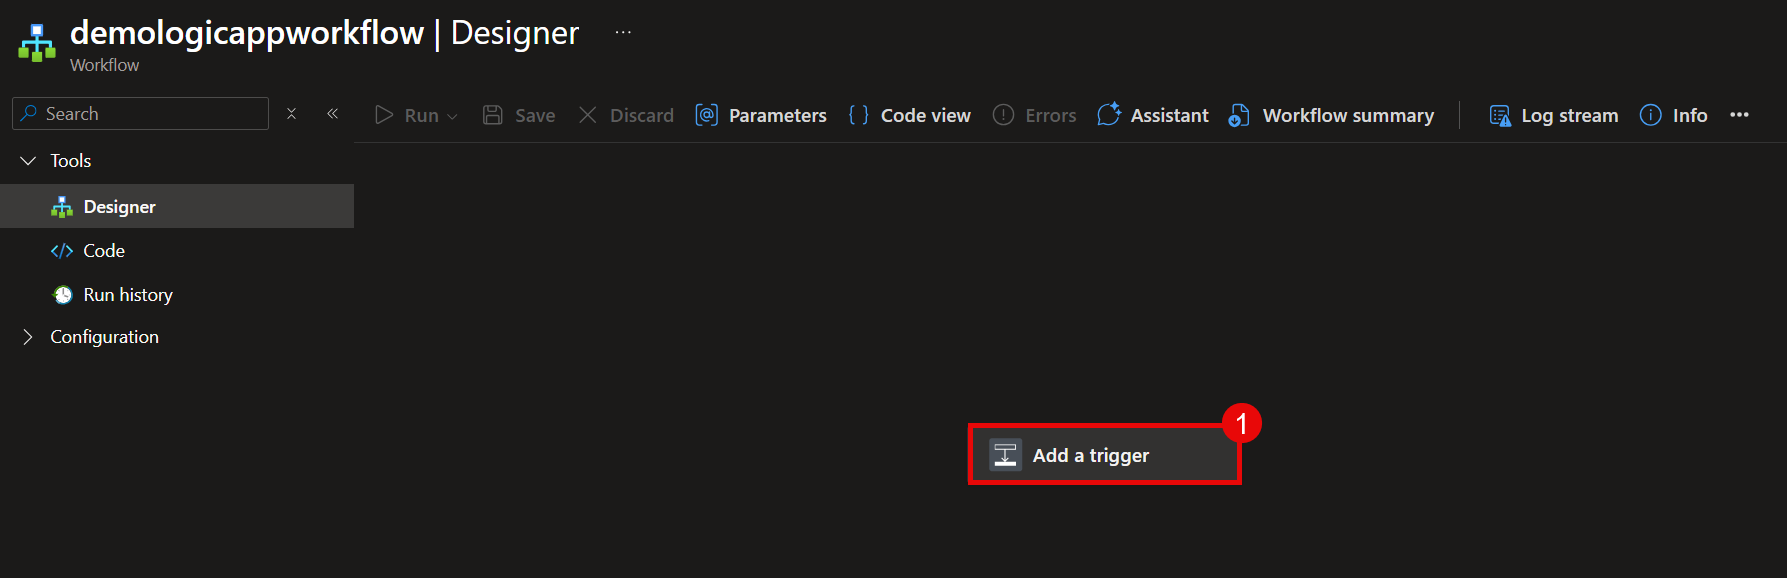 demologicappworkflow | Designer ...
Workflow
Search
Run Save Discard Parameters Code view Errors Assistant Workflow summary Log stream Info ...
Tools
Designer
Code
Run history
Configuration
1
Add a trigger